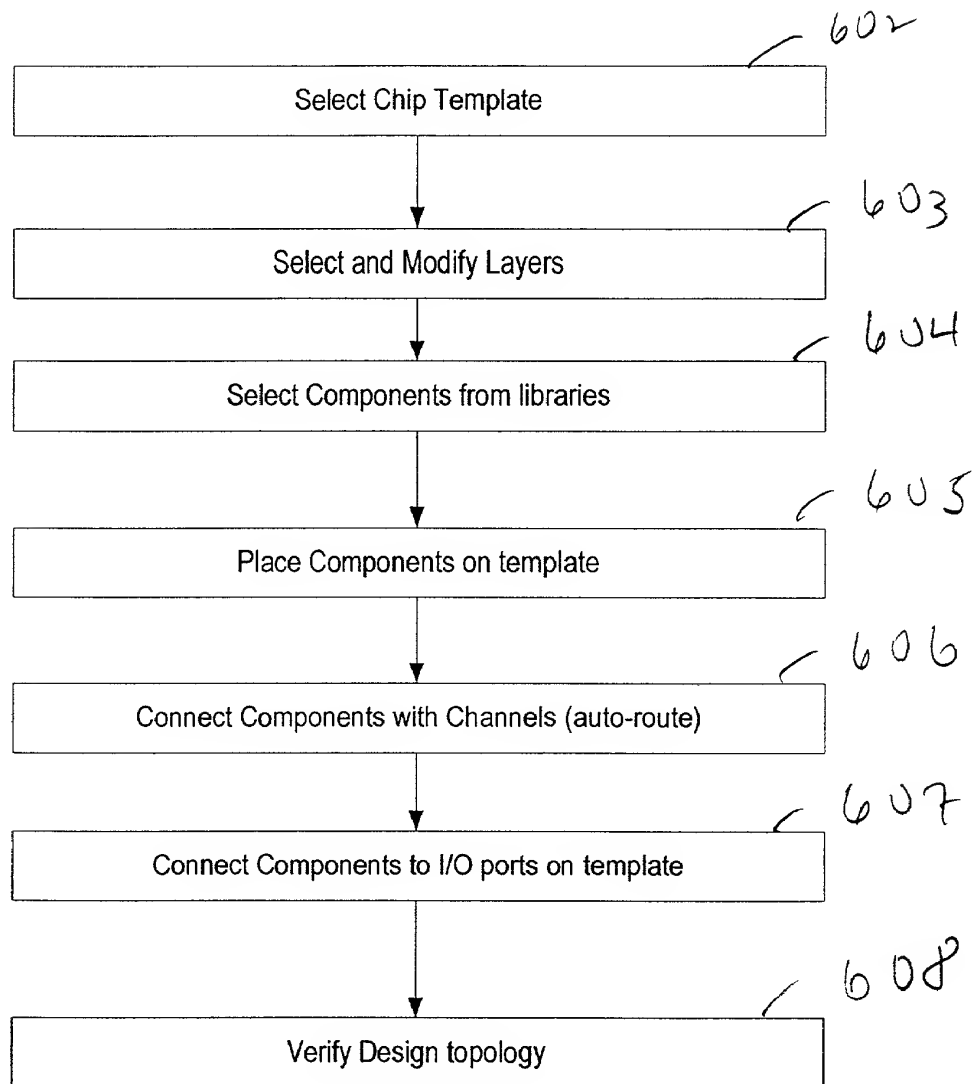 602
Select Chip Template
603
Select and Modify Layers
604
Select Components from libraries
605
Place Components on template
606
Connect Components with Channels (auto-route)
607
Connect Components to I/O ports on template
608
Verify Design topology